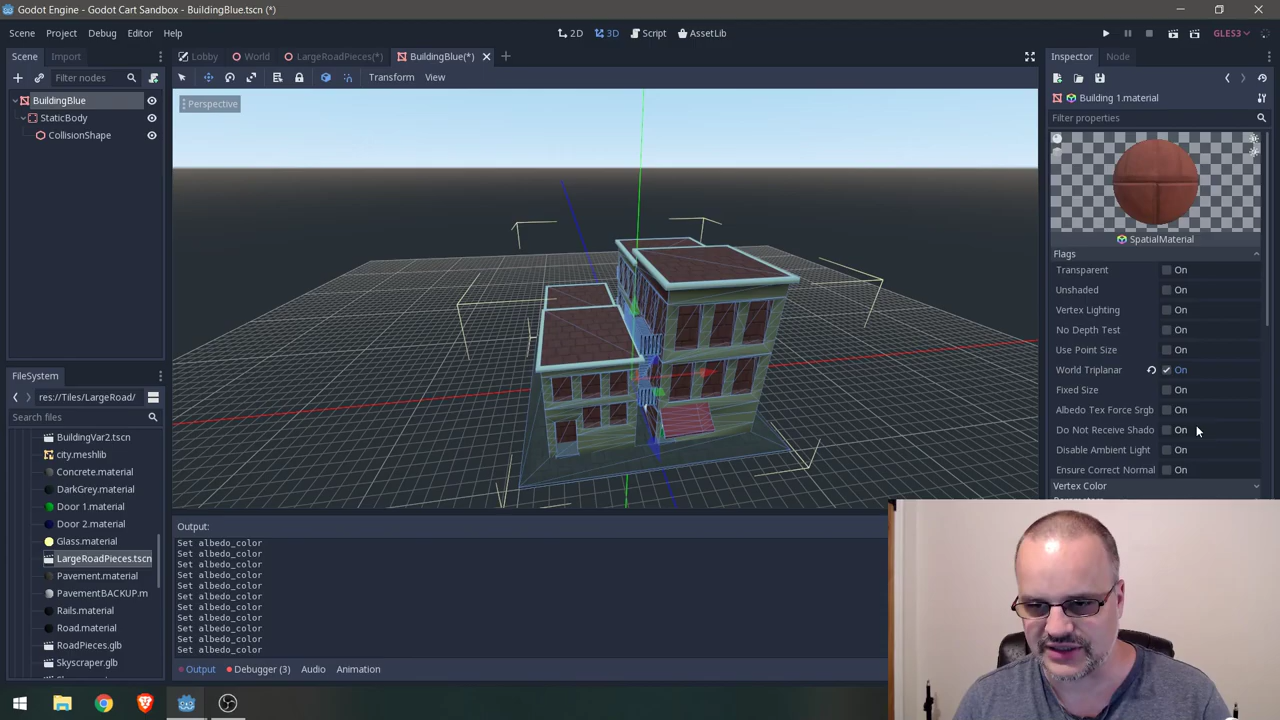 Godot Engine - Godot Cart Sandbox - BuildingBlue.tscn (*)
Scene Project Debug Editor Help
2D 3D Script AssetLib
GLES3
Scene Import
Lobby World LargeRoadPieces(*) BuildingBlue(*)
Inspector Node
Filter nodes
Transform View
BuildingBlue
StaticBody
CollisionShape
Perspective
Building 1.material
Filter properties
SpatialMaterial
Flags
Transparent On
Unshaded On
Vertex Lighting On
No Depth Test On
Use Point Size On
World Triplanar On
Fixed Size On
Albedo Tex Force Srgb On
Do Not Receive Shado On
Disable Ambient Light On
Ensure Correct Normal On
Vertex Color
FileSystem
res://Tiles/LargeRoad/
Search files
BuildingVar2.tscn
city.meshlib
Concrete.material
DarkGrey.material
Door 1.material
Door 2.material
Glass.material
LargeRoadPieces.tscn
Pavement.material
PavementBACKUP.m
Rails.material
Road.material
RoadPieces.glb
Skyscraper.glb
Output:
Set albedo_color
Set albedo_color
Set albedo_color
Set albedo_color
Set albedo_color
Set albedo_color
Set albedo_color
Set albedo_color
Set albedo_color
Set albedo_color
Set albedo_color
Output Debugger (3) Audio Animation